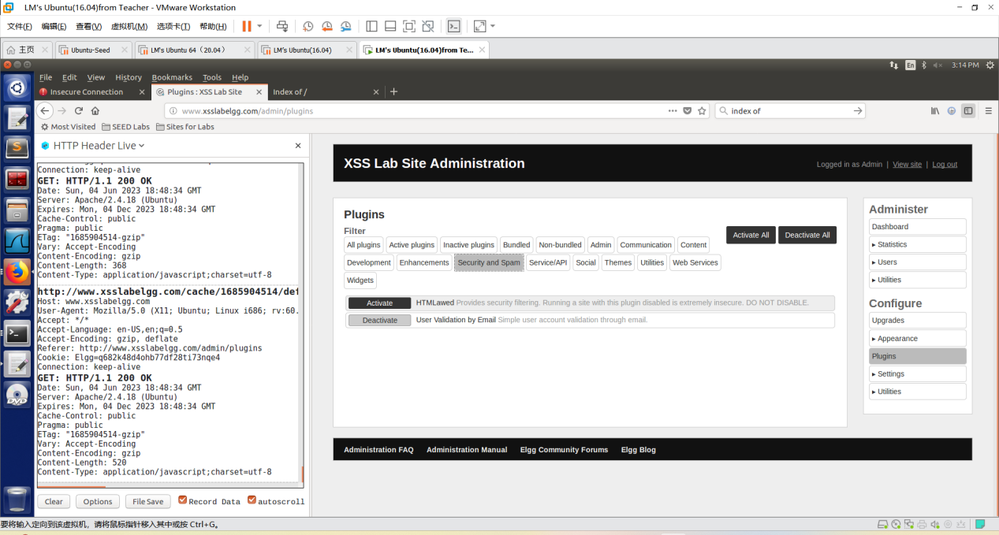 LM's Ubuntu(16.04)from Teacher - VMware Workstation
文件(F) 编辑(E) 查看(V) 虚拟机(M) 选项卡(T) 帮助(H)
主页 Ubuntu-Seed LM's Ubuntu 64（20.04） LM's Ubuntu(16.04) LM's Ubuntu(16.04)from Te...
En 3:14 PM
File Edit View History Bookmarks Tools Help
Insecure Connection Plugins : XSS Lab Site Index of /
www.xsslabelgg.com/admin/plugins index of
Most Visited SEED Labs Sites for Labs
HTTP Header Live
Connection: keep-alive
GET: HTTP/1.1 200 OK
Date: Sun, 04 Jun 2023 18:48:34 GMT
Server: Apache/2.4.18 (Ubuntu)
Expires: Mon, 04 Dec 2023 18:48:34 GMT
Cache-Control: public
Pragma: public
ETag: "1685904514-gzip"
Vary: Accept-Encoding
Content-Encoding: gzip
Content-Length: 368
Content-Type: application/javascript;charset=utf-8
http://www.xsslabelgg.com/cache/1685904514/def
Host: www.xsslabelgg.com
User-Agent: Mozilla/5.0 (X11; Ubuntu; Linux i686; rv:60.
Accept: */*
Accept-Language: en-US,en;q=0.5
Accept-Encoding: gzip, deflate
Referer: http://www.xsslabelgg.com/admin/plugins
Cookie: Elgg=q682k48d4ohb77df28ti73nqe4
Connection: keep-alive
GET: HTTP/1.1 200 OK
Date: Sun, 04 Jun 2023 18:48:34 GMT
Server: Apache/2.4.18 (Ubuntu)
Expires: Mon, 04 Dec 2023 18:48:34 GMT
Cache-Control: public
Pragma: public
ETag: "1685904514-gzip"
Vary: Accept-Encoding
Content-Encoding: gzip
Content-Length: 520
Content-Type: application/javascript;charset=utf-8
Clear Options File Save Record Data autoscroll
XSS Lab Site Administration
Logged in as Admin | View site | Log out
Plugins
Filter
Activate All Deactivate All
All plugins Active plugins Inactive plugins Bundled Non-bundled Admin Communication Content
Development Enhancements Security and Spam Service/API Social Themes Utilities Web Services
Widgets
Activate HTMLawed Provides security filtering. Running a site with this plugin disabled is extremely insecure. DO NOT DISABLE.
Deactivate User Validation by Email Simple user account validation through email.
Administer
Dashboard
▸ Statistics
▸ Users
▸ Utilities
Configure
Upgrades
▸ Appearance
Plugins
▸ Settings
▸ Utilities
Administration FAQ Administration Manual Elgg Community Forums Elgg Blog
DVD
要将输入定向到该虚拟机，请将鼠标指针移入其中或按 Ctrl+G。